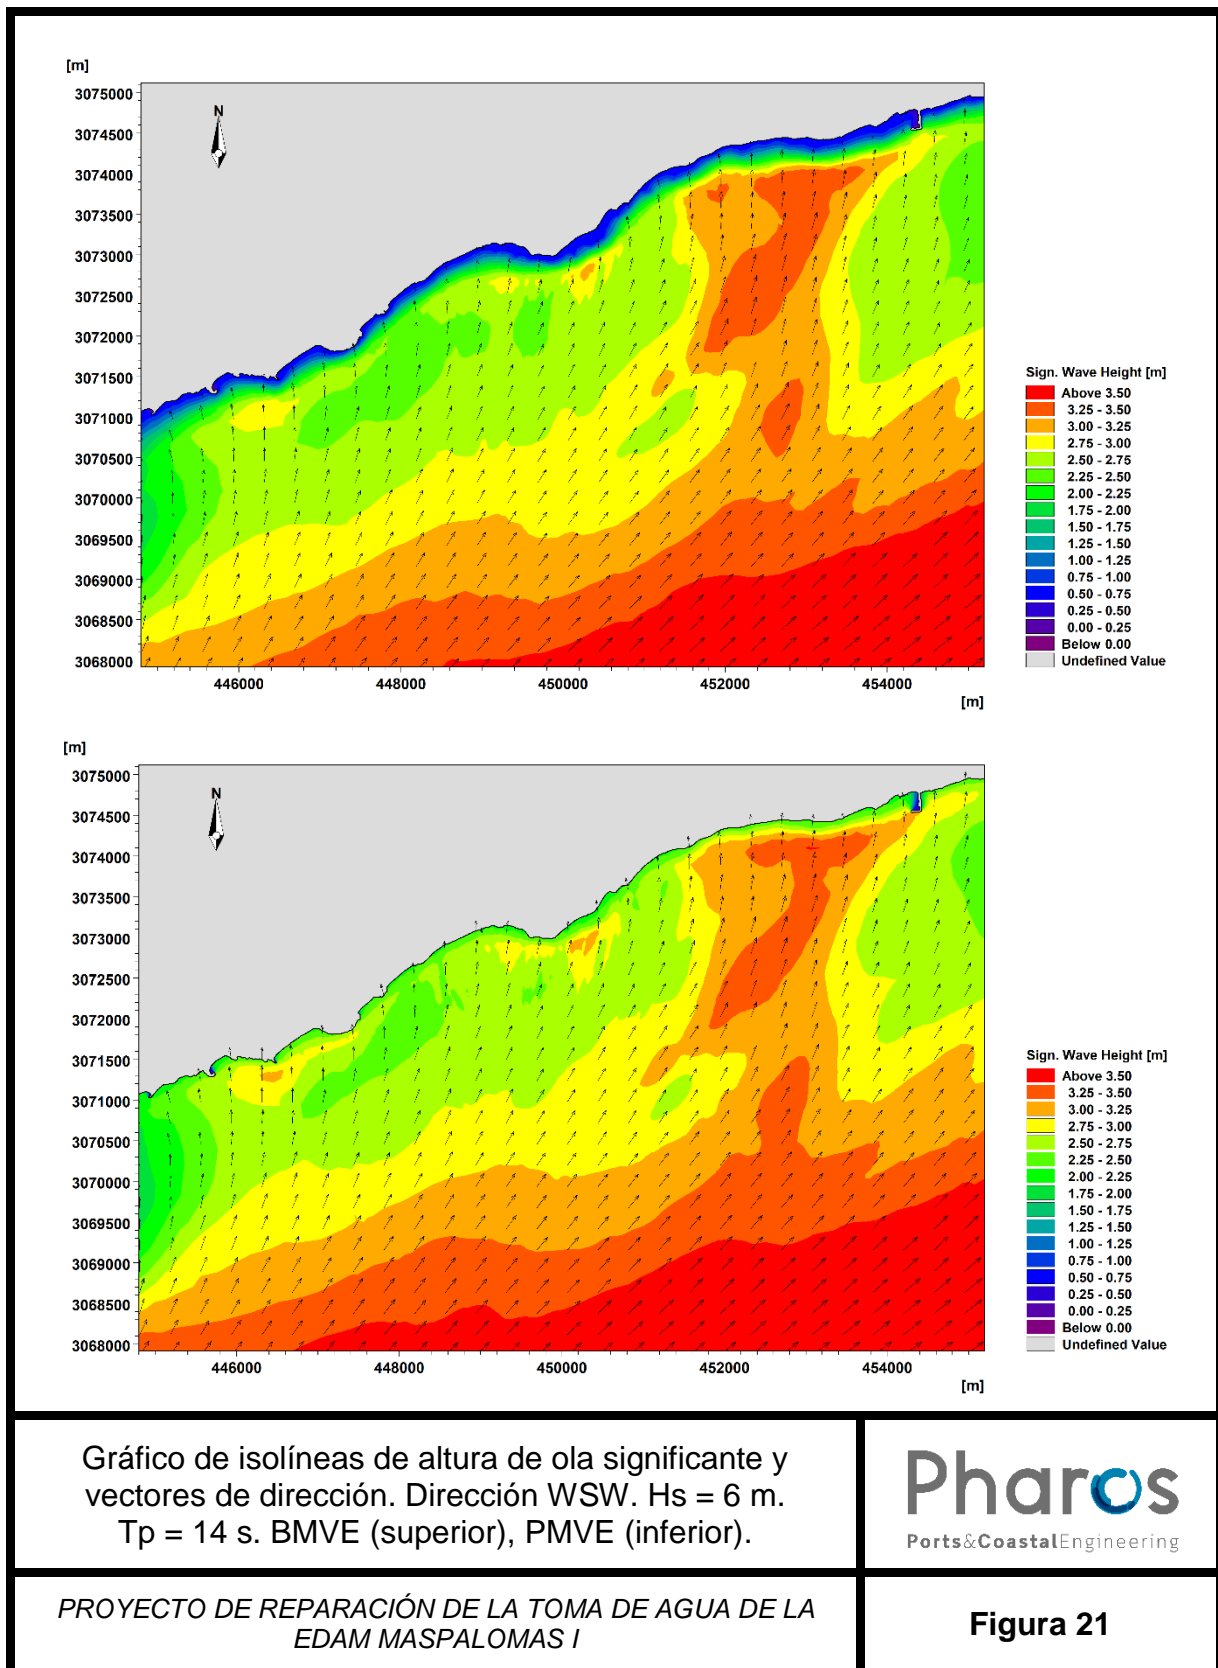 [m]
3075000
3074500
3074000
3073500
3073000
3072500
3072000
3071500
3071000
3070500
3070000
3069500
3069000
3068500
3068000
N
446000
448000
450000
452000
454000
[m]
Sign. Wave Height [m]
Above 3.50
3.25 - 3.50
3.00 - 3.25
2.75 - 3.00
2.50 - 2.75
2.25 - 2.50
2.00 - 2.25
1.75 - 2.00
1.50 - 1.75
1.25 - 1.50
1.00 - 1.25
0.75 - 1.00
0.50 - 0.75
0.25 - 0.50
0.00 - 0.25
Below 0.00
Undefined Value
[m]
3075000
3074500
3074000
3073500
3073000
3072500
3072000
3071500
3071000
3070500
3070000
3069500
3069000
3068500
3068000
N
446000
448000
450000
452000
454000
[m]
Sign. Wave Height [m]
Above 3.50
3.25 - 3.50
3.00 - 3.25
2.75 - 3.00
2.50 - 2.75
2.25 - 2.50
2.00 - 2.25
1.75 - 2.00
1.50 - 1.75
1.25 - 1.50
1.00 - 1.25
0.75 - 1.00
0.50 - 0.75
0.25 - 0.50
0.00 - 0.25
Below 0.00
Undefined Value
Gráfico de isolíneas de altura de ola significante y
vectores de dirección. Dirección WSW. Hs = 6 m.
Tp = 14 s. BMVE (superior), PMVE (inferior).
Pharos
Ports&CoastalEngineering
PROYECTO DE REPARACIÓN DE LA TOMA DE AGUA DE LA
EDAM MASPALOMAS I
Figura 21